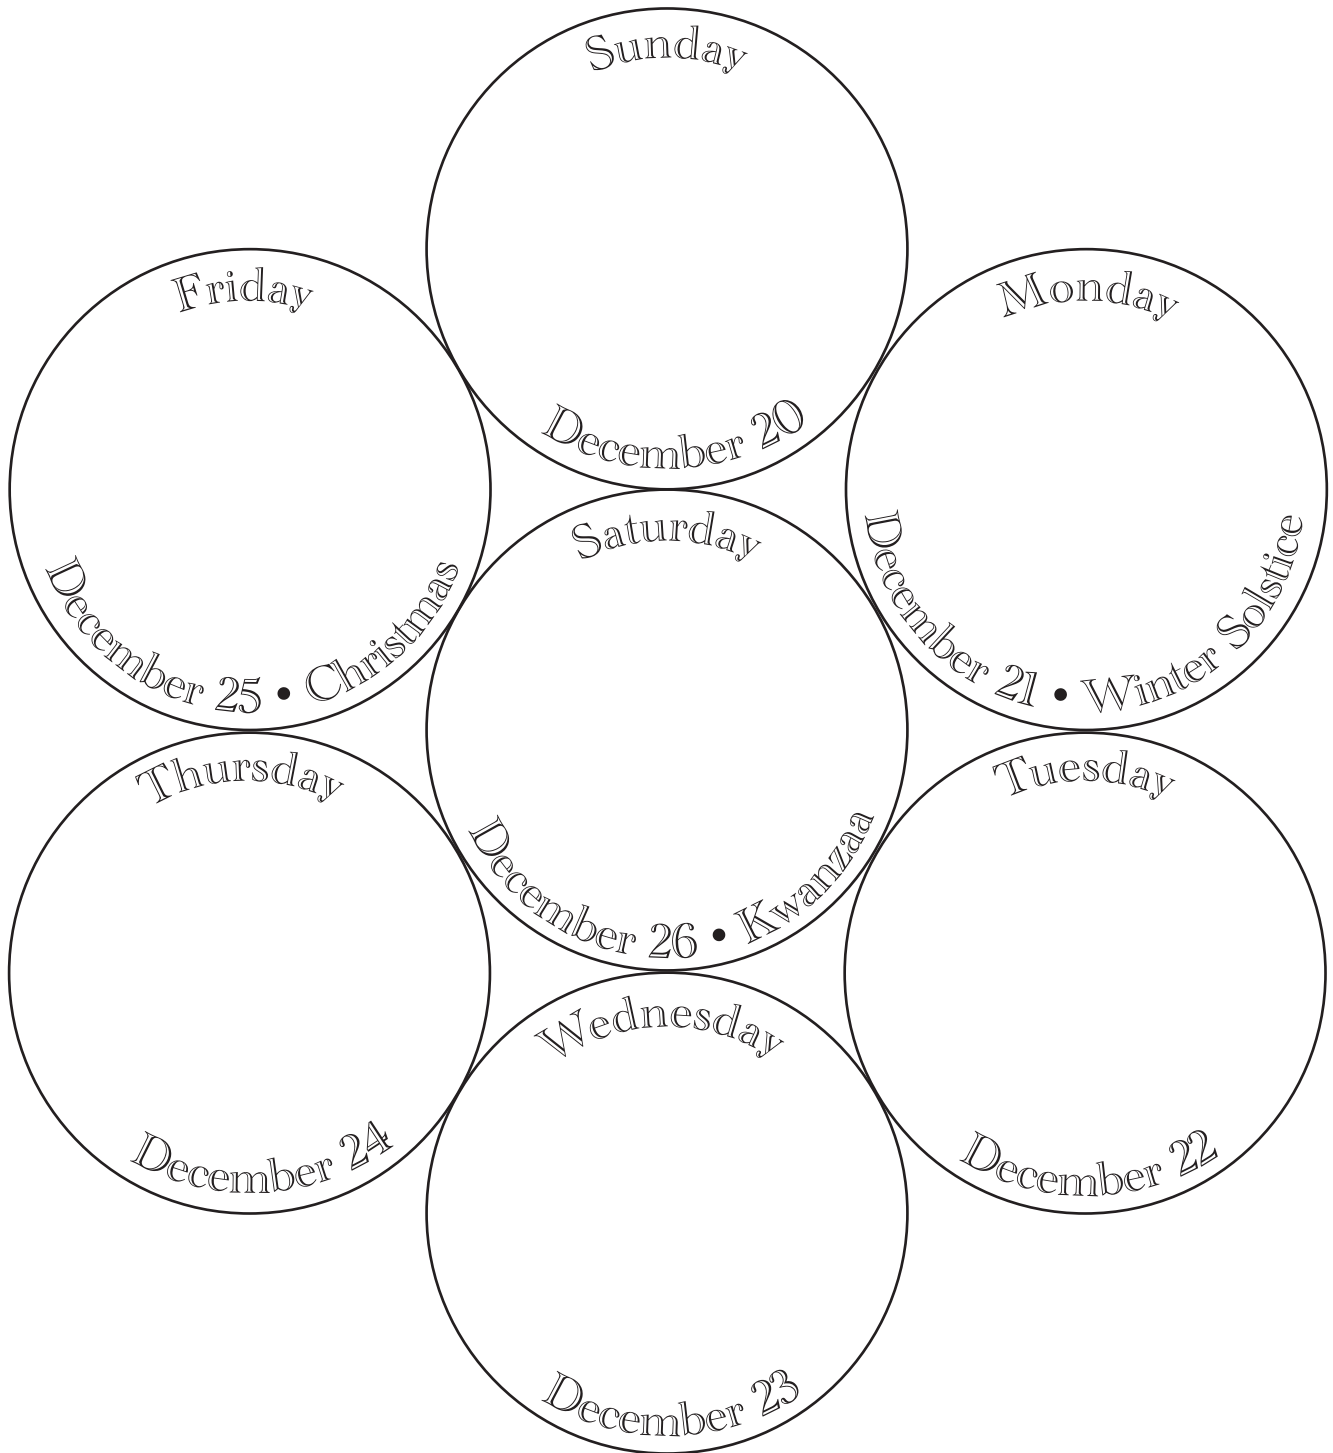 Sunday
December 20
Monday
December 21 • Winter Solstice
Tuesday
December 22
Wednesday
December 23
Thursday
December 24
Friday
December 25 • Christmas
Saturday
December 26 • Kwanzaa